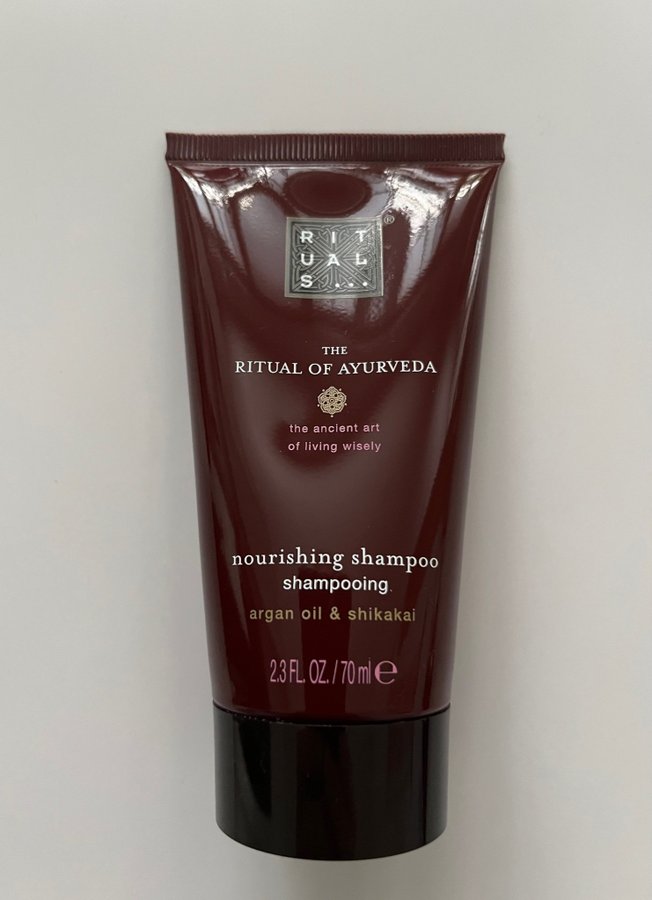 RIT
UAL
S...
®
THE
RITUAL OF AYURVEDA
the ancient art
of living wisely
nourishing shampoo
shampooing
argan oil & shikakai
2.3 FL. OZ. / 70 ml ℮